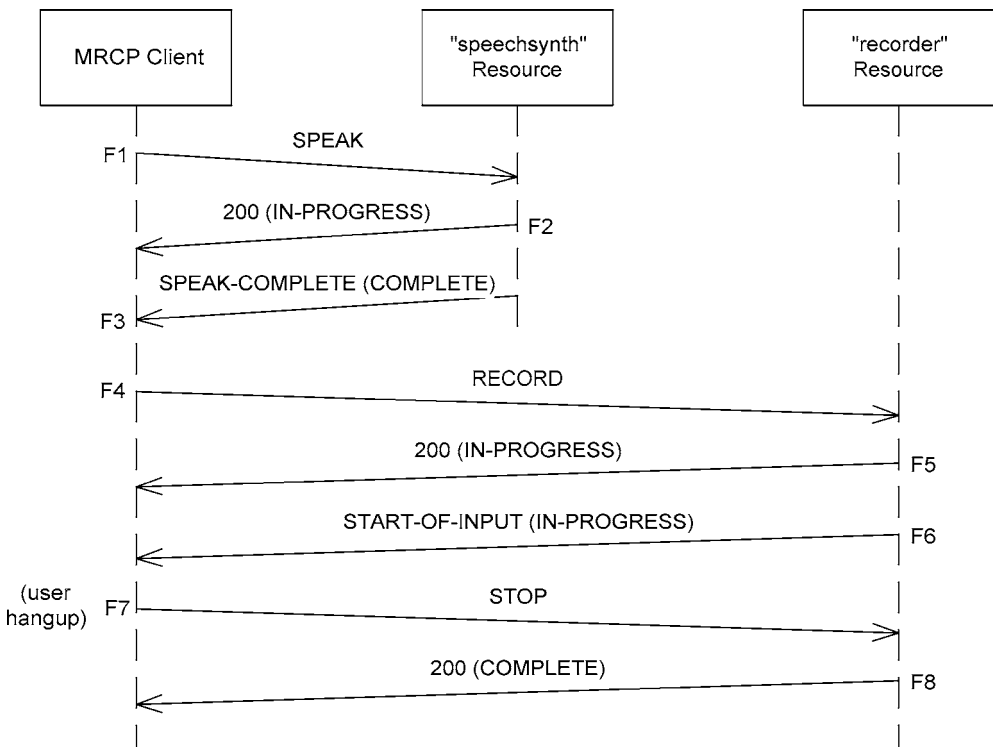 MRCP Client
"speechsynth"
Resource
"recorder"
Resource
SPEAK
F1
200 (IN-PROGRESS)
F2
SPEAK-COMPLETE (COMPLETE)
F3
RECORD
F4
200 (IN-PROGRESS)
F5
START-OF-INPUT (IN-PROGRESS)
F6
(user
hangup)
F7
STOP
200 (COMPLETE)
F8